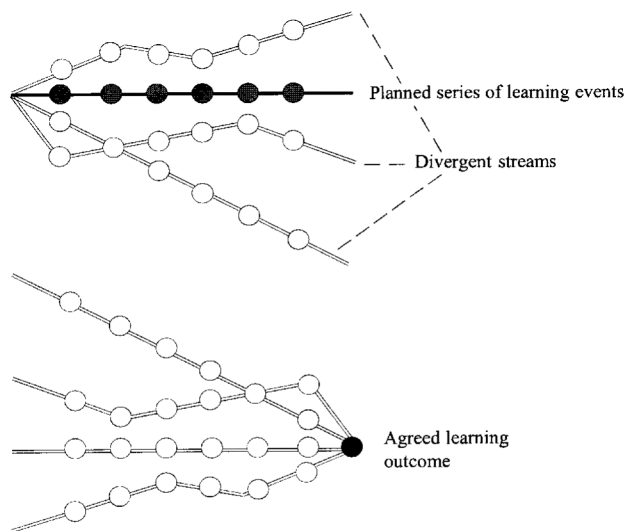 Planned series of learning events
Divergent streams
Agreed learning
outcome